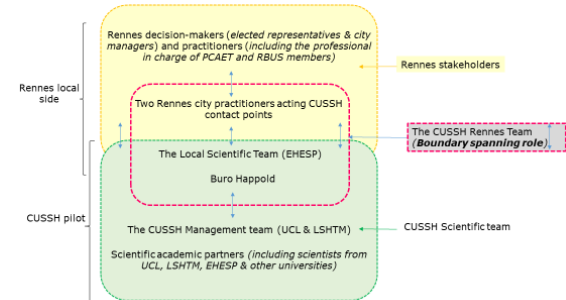 Rennes decision-makers (elected representatives & city
managers) and practitioners (including the professional
in charge of PCAET and RBUS members)
Rennes stakeholders
Rennes local
side
Two Rennes city practitioners acting CUSSH
contact points
The CUSSH Rennes Team
(Boundary spanning role)
The Local Scientific Team (EHESP)
Buro Happold
CUSSH pilot
The CUSSH Management team (UCL & LSHTM)
CUSSH Scientific team
Scientific academic partners (including scientists from
UCL, LSHTM, EHESP & other universities)